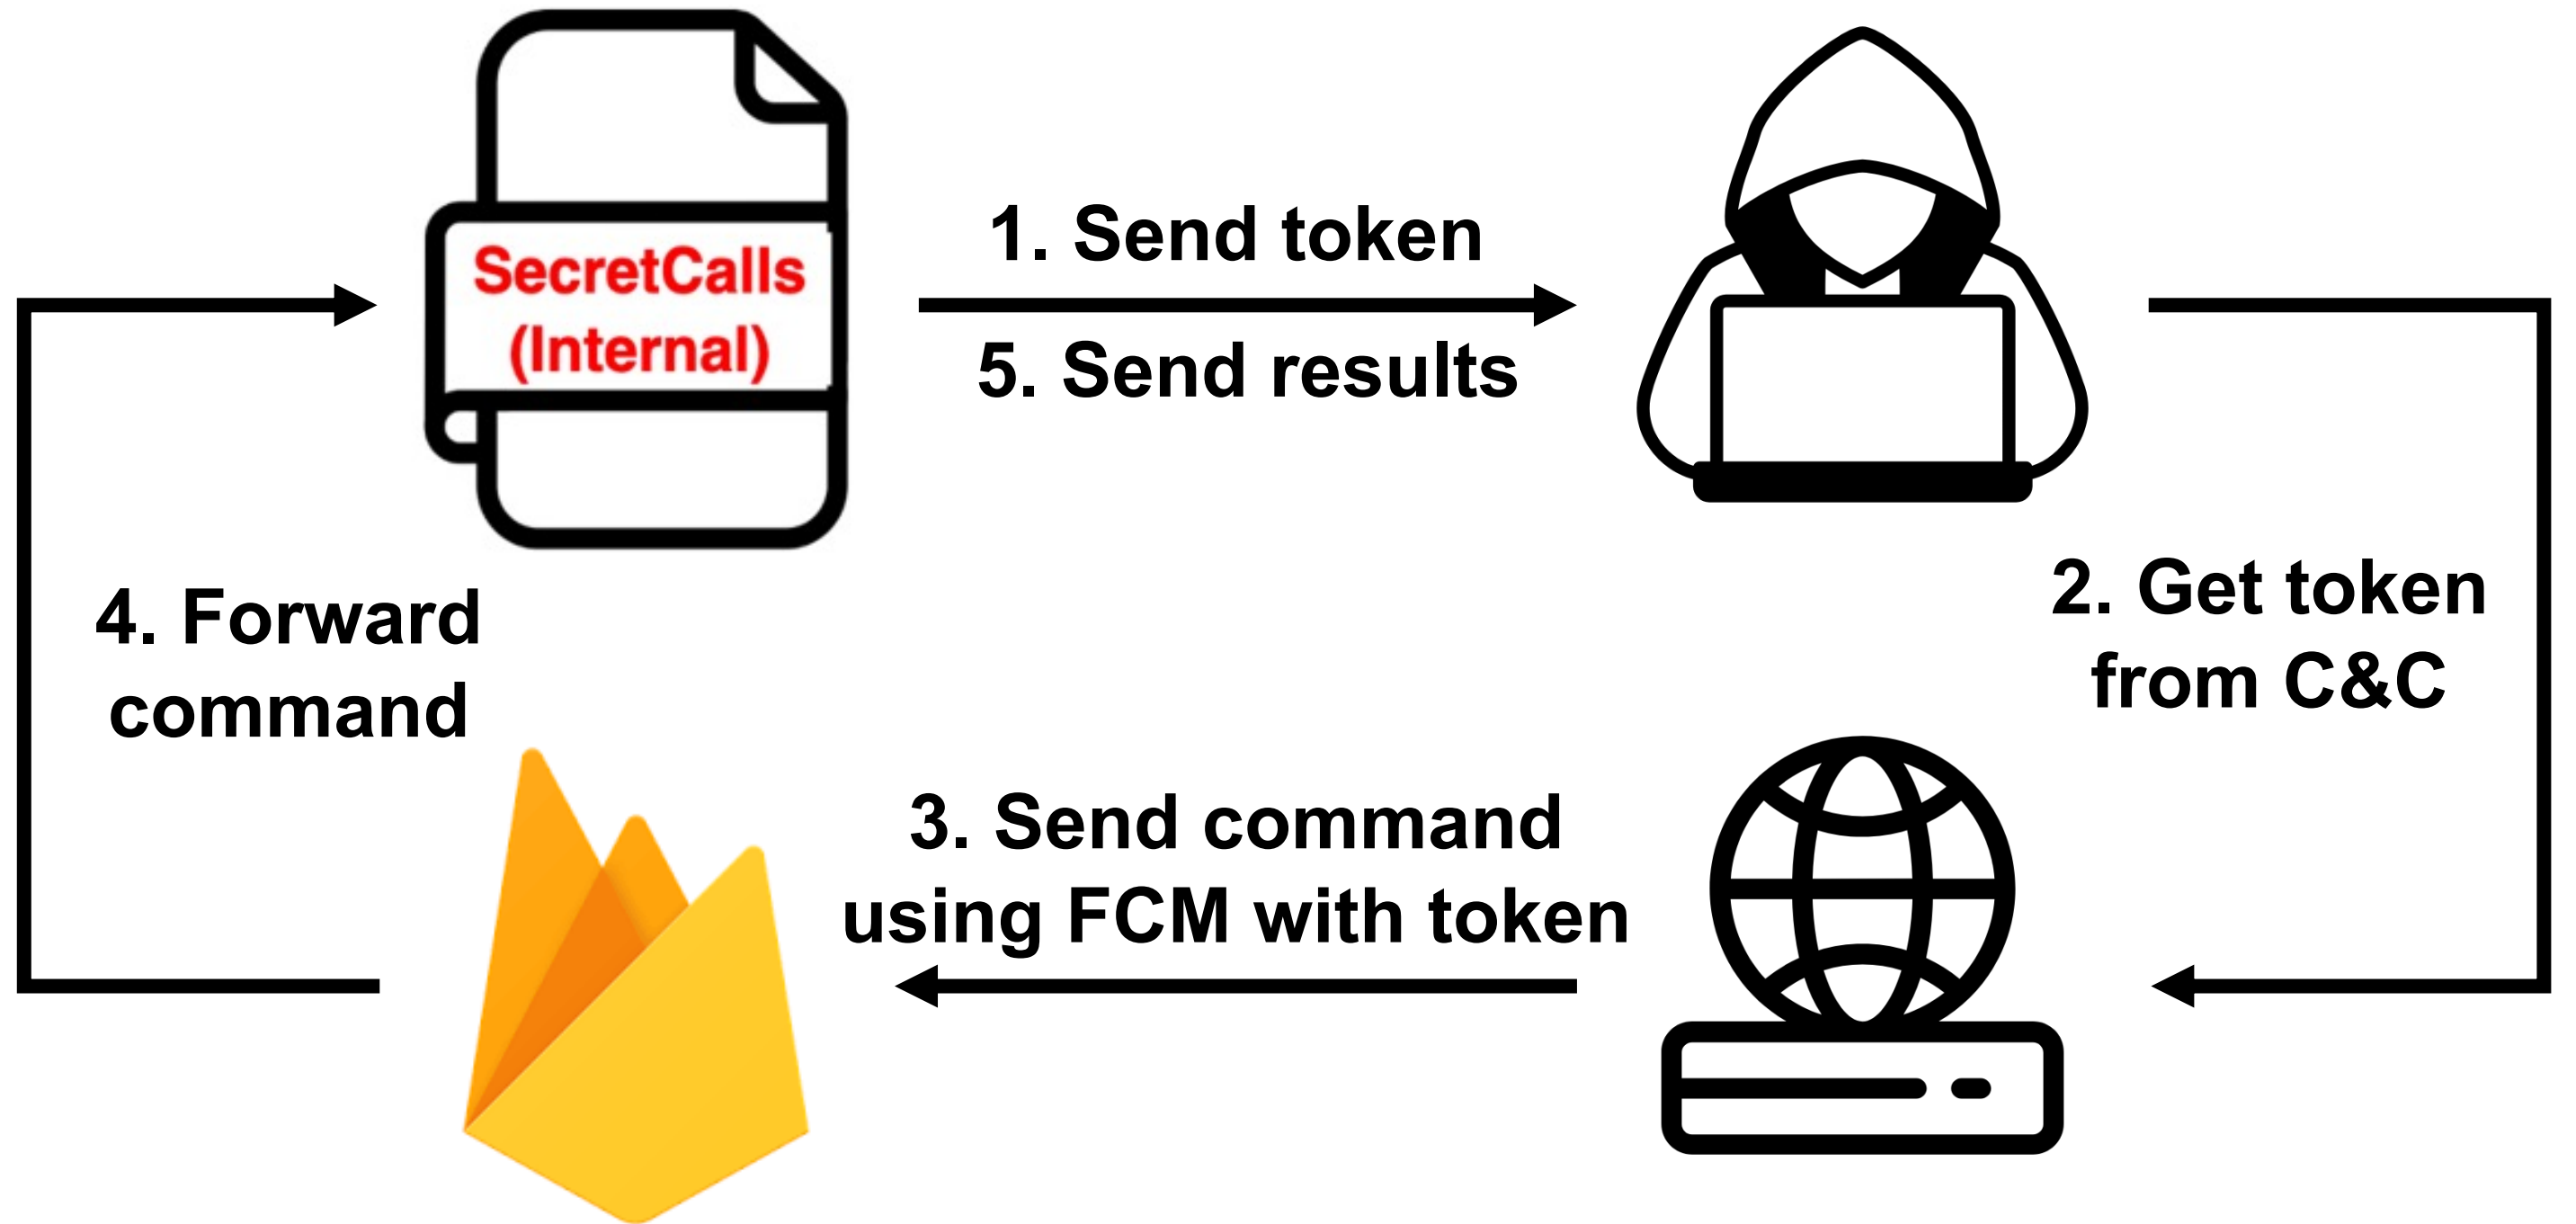 SecretCalls
(Internal)
1. Send token
5. Send results
2. Get token
from C&C
3. Send command
using FCM with token
4. Forward
command